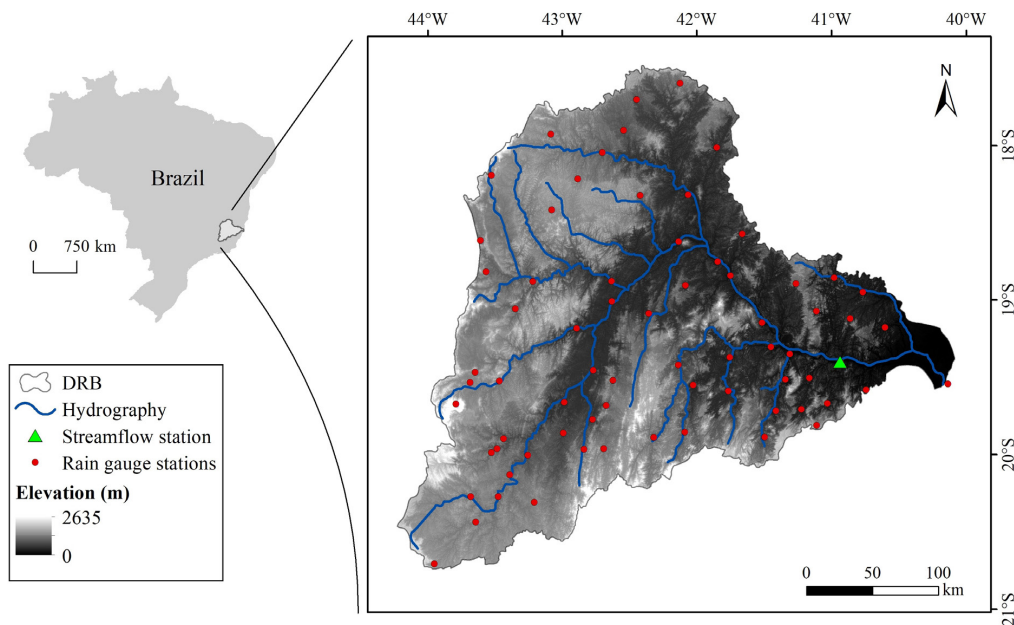 44°W 43°W 42°W 41°W 40°W
N
18°S
Brazil
0 750 km
19°S
DRB
Hydrography
Streamflow station
Rain gauge stations
Elevation (m)
2635
0
20°S
0 50 100
km
21°S